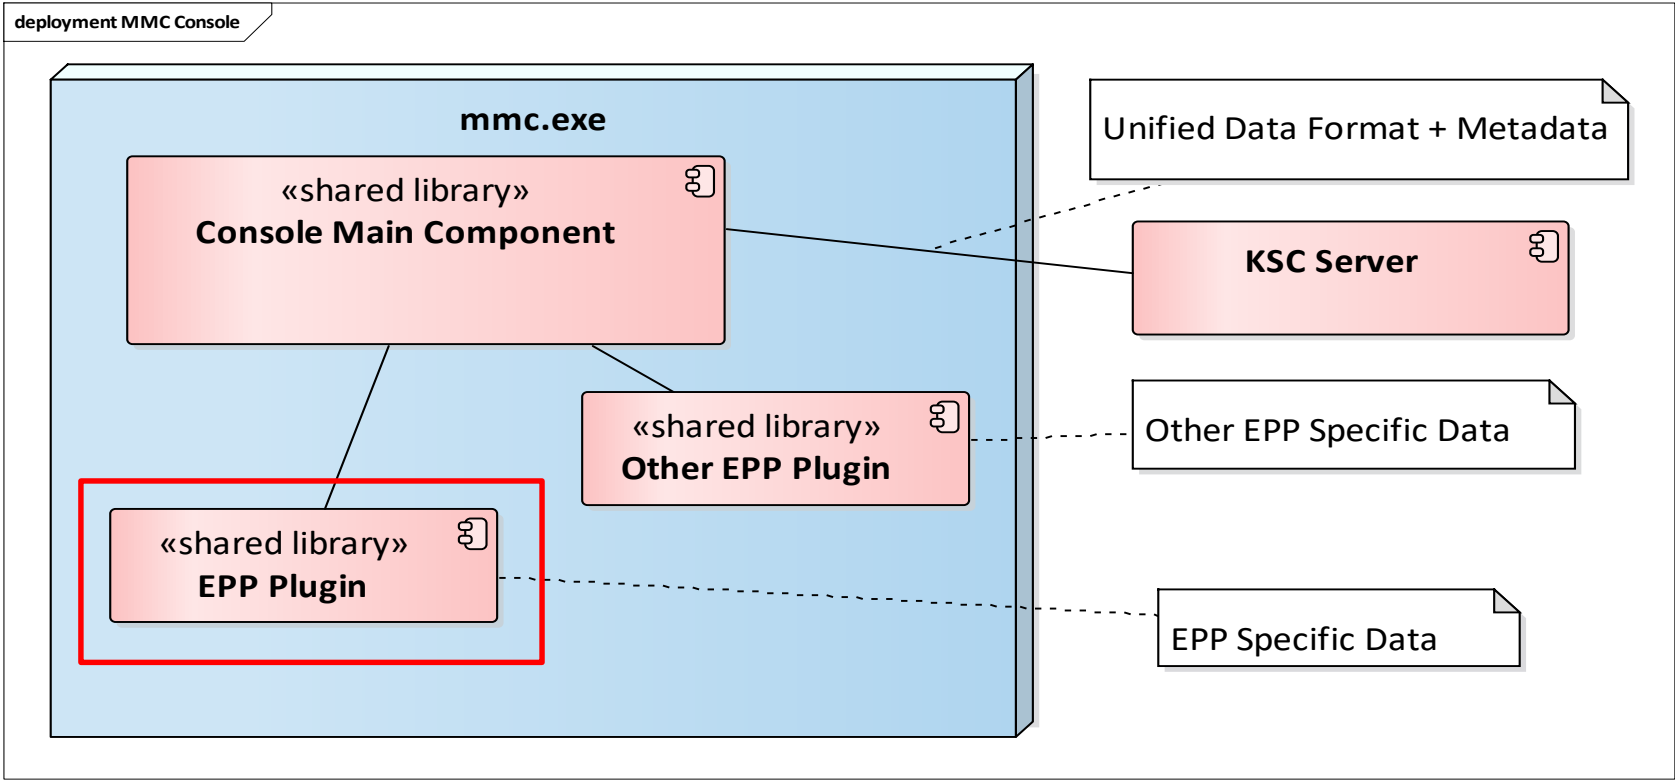 deployment MMC Console
mmc.exe
«shared library»
Console Main Component
Unified Data Format + Metadata
KSC Server
«shared library»
Other EPP Plugin
Other EPP Specific Data
«shared library»
EPP Plugin
EPP Specific Data